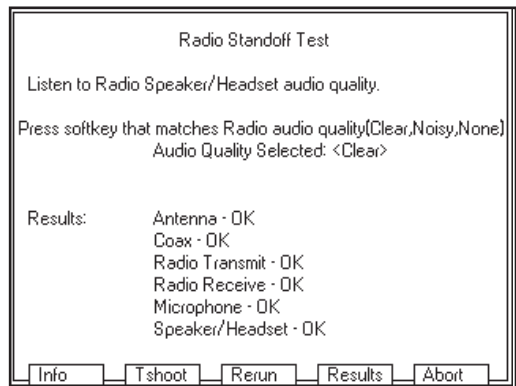 Radio Standoff Test
Listen to Radio Speaker/Headset audio quality.
Press softkey that matches Radio audio quality(Clear,Noisy,None)
Audio Quality Selected: <Clear>
Results: Antenna - OK
Coax - OK
Radio Transmit - OK
Radio Receive - OK
Microphone - OK
Speaker/Headset - OK
Info Tshoot Rerun Results Abort